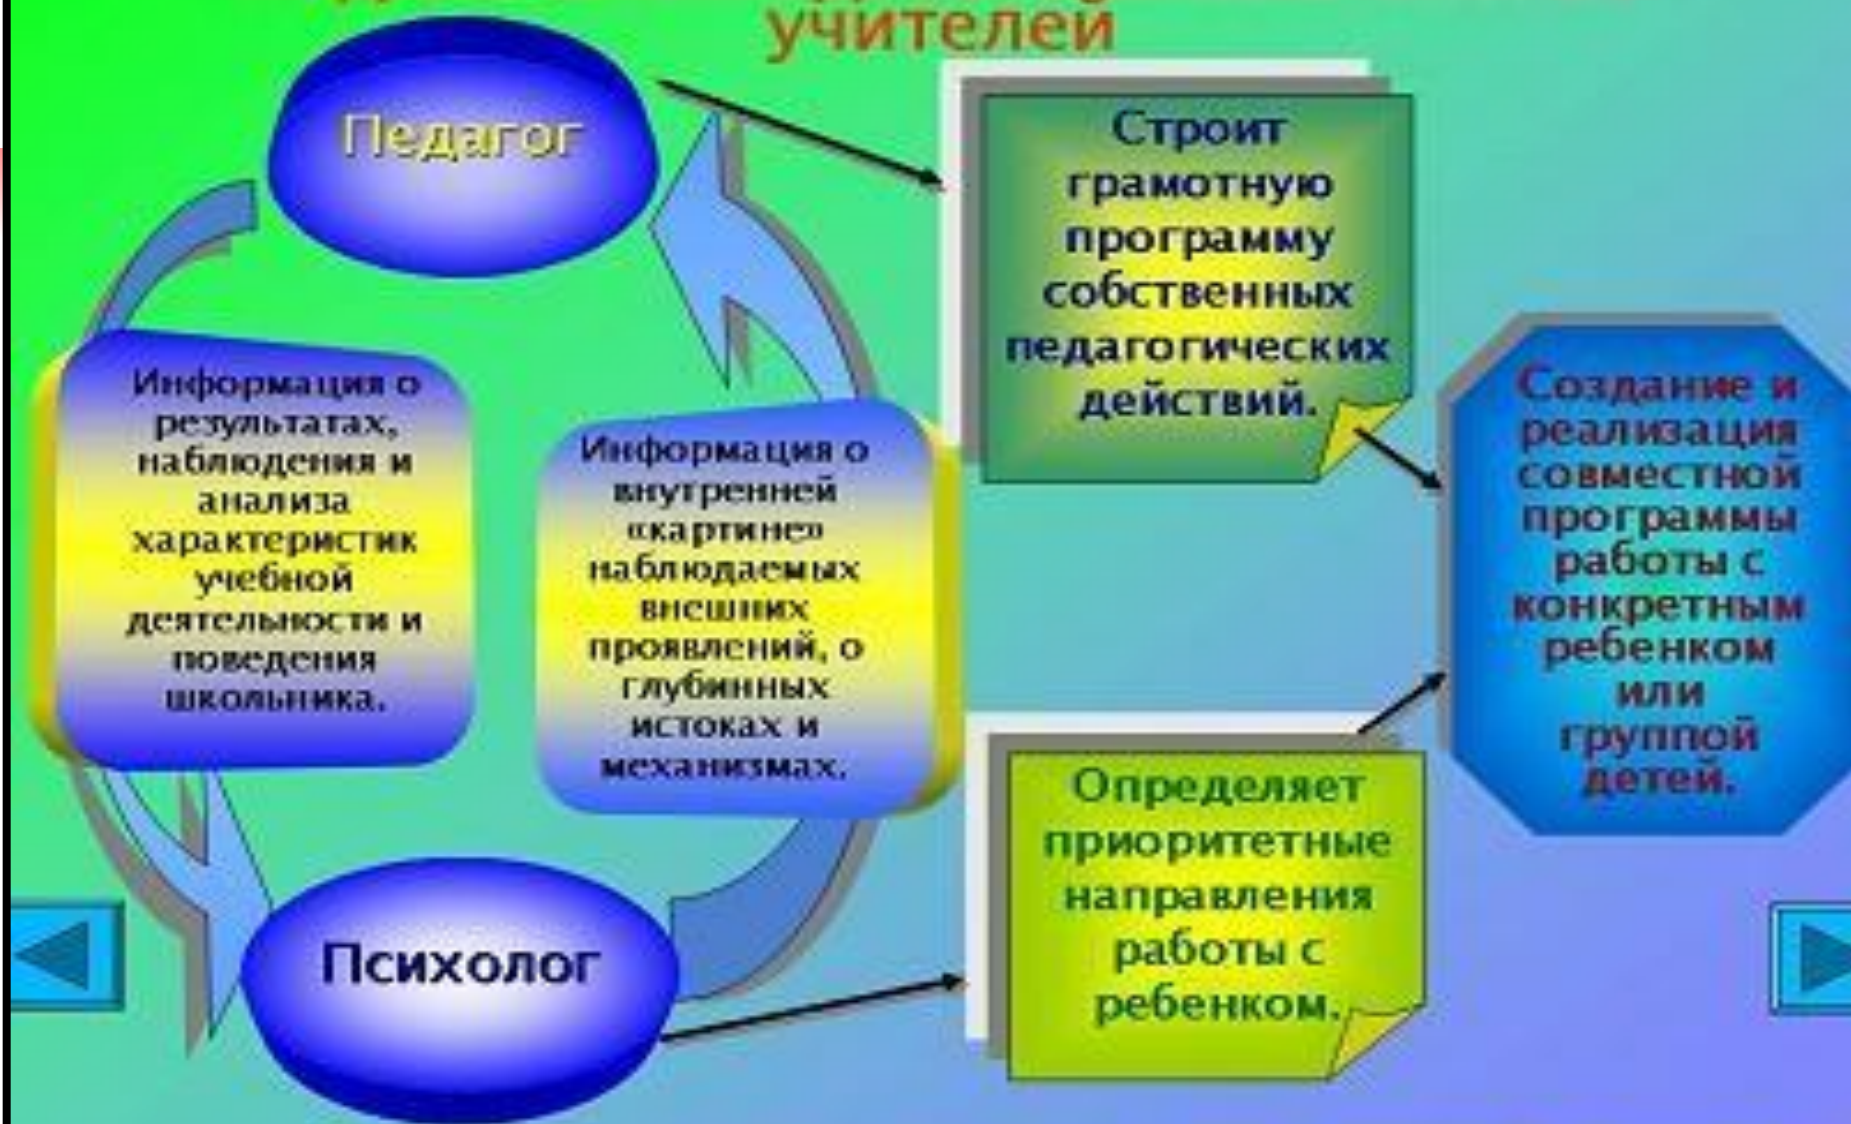 учителей
Педагог
Информация о
результатах,
наблюдения и
анализа
характеристик
учебной
деятельности и
поведения
школьника.
Информация о
внутренней
«картине»
наблюдаемых
внешних
проявлений, о
глубинных
истоках и
механизмах.
Психолог
Строит
грамотную
программу
собственных
педагогических
действий.
Определяет
приоритетные
направления
работы с
ребенком.
Создание и
реализация
совместной
программы
работы с
конкретным
ребенком
или
группой
детей.